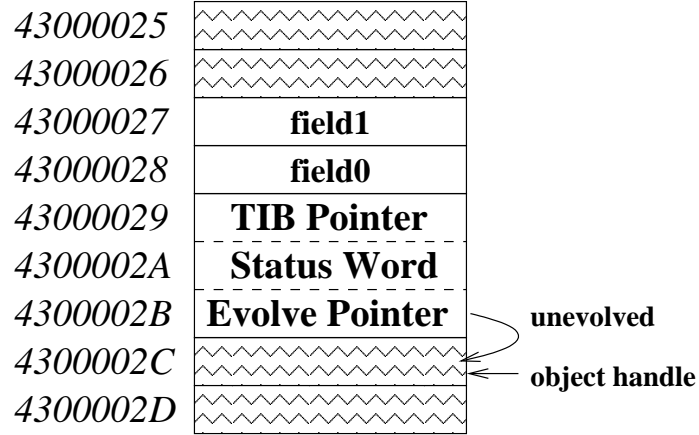 43000025
43000026
43000027 field1
43000028 field0
43000029 TIB Pointer
4300002A Status Word
4300002B Evolve Pointer unevolved
4300002C object handle
4300002D